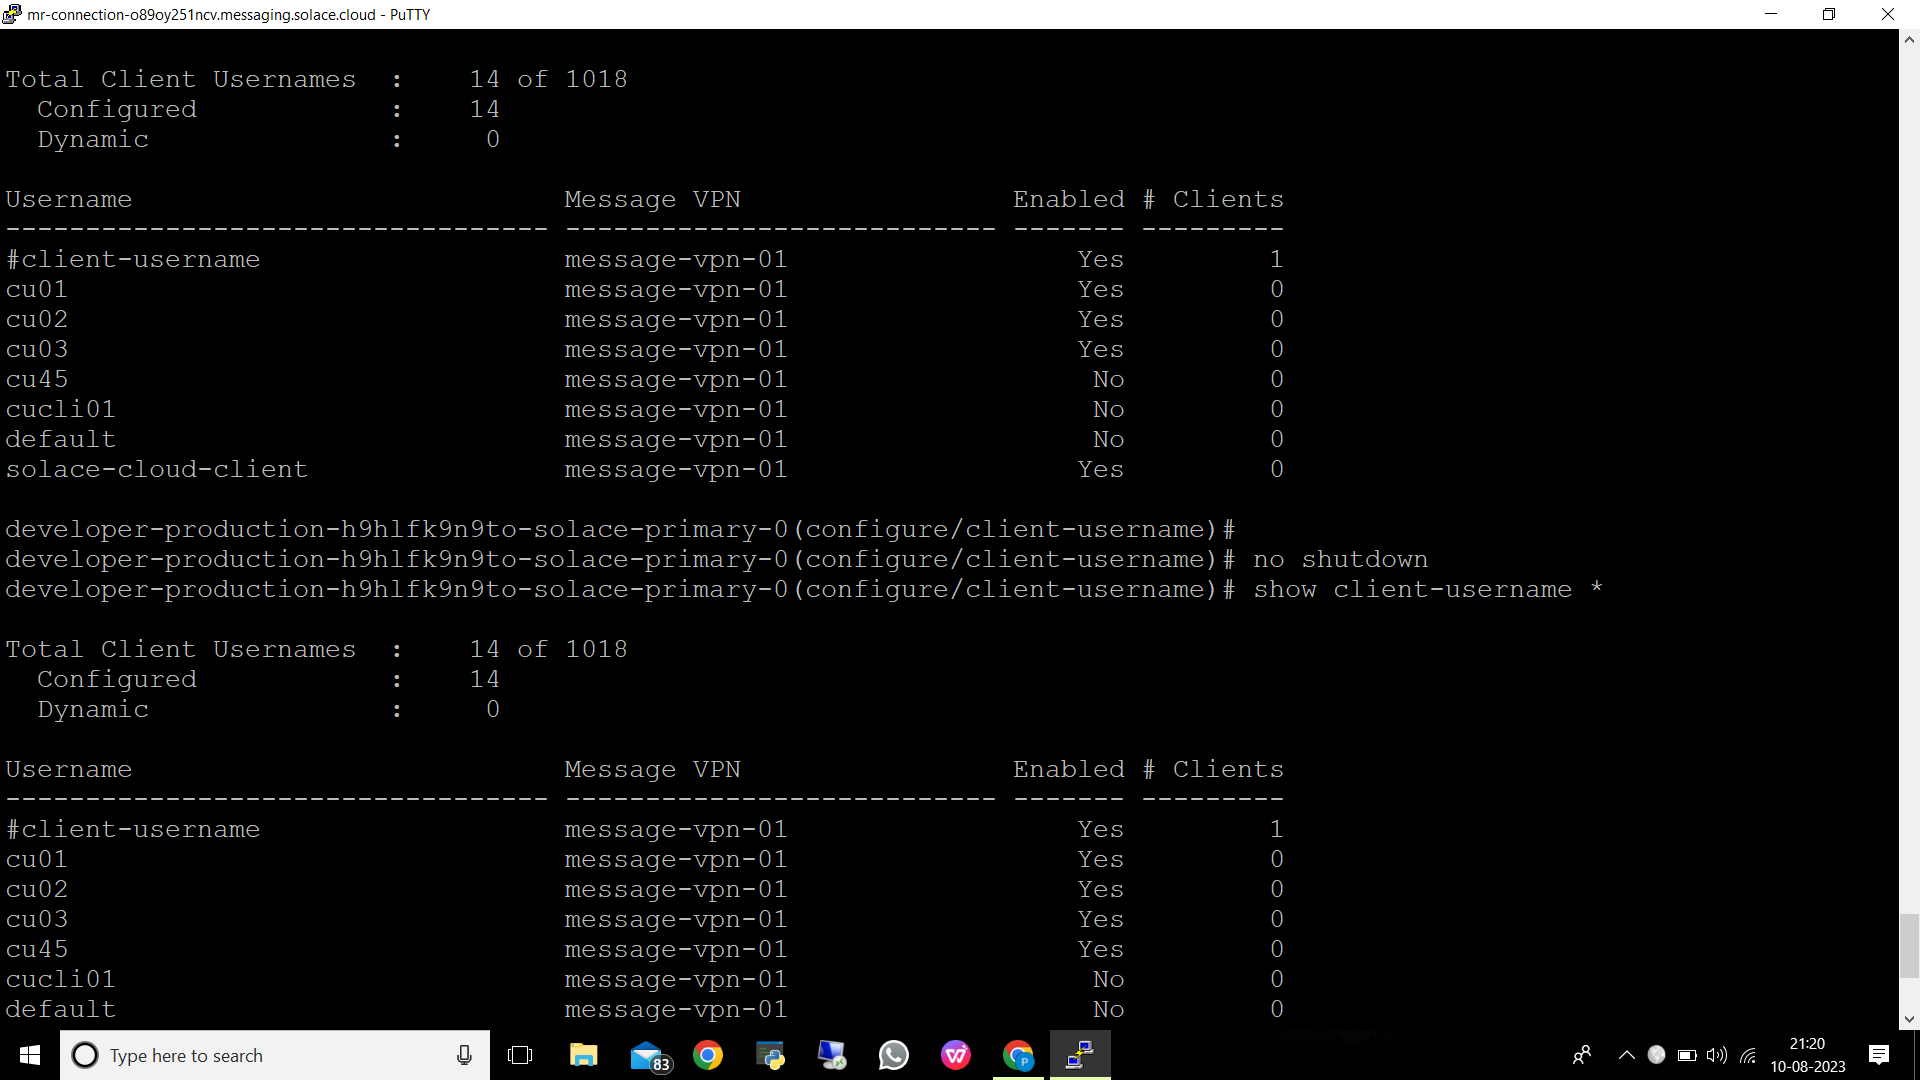 mr-connection-o89oy251ncv.messaging.solace.cloud - PuTTY
Total Client Usernames  :    14 of 1018
  Configured            :    14
  Dynamic               :     0
Username                           Message VPN                 Enabled # Clients
---------------------------------- --------------------------- ------- ---------
#client-username                   message-vpn-01                  Yes         1
cu01                               message-vpn-01                  Yes         0
cu02                               message-vpn-01                  Yes         0
cu03                               message-vpn-01                  Yes         0
cu45                               message-vpn-01                   No         0
cucli01                            message-vpn-01                   No         0
default                            message-vpn-01                   No         0
solace-cloud-client                message-vpn-01                  Yes         0
developer-production-h9hlfk9n9to-solace-primary-0(configure/client-username)#
developer-production-h9hlfk9n9to-solace-primary-0(configure/client-username)# no shutdown
developer-production-h9hlfk9n9to-solace-primary-0(configure/client-username)# show client-username *
Total Client Usernames  :    14 of 1018
  Configured            :    14
  Dynamic               :     0
Username                           Message VPN                 Enabled # Clients
---------------------------------- --------------------------- ------- ---------
#client-username                   message-vpn-01                  Yes         1
cu01                               message-vpn-01                  Yes         0
cu02                               message-vpn-01                  Yes         0
cu03                               message-vpn-01                  Yes         0
cu45                               message-vpn-01                  Yes         0
cucli01                            message-vpn-01                   No         0
default                            message-vpn-01                   No         0
Type here to search
83
P
21:20
10-08-2023